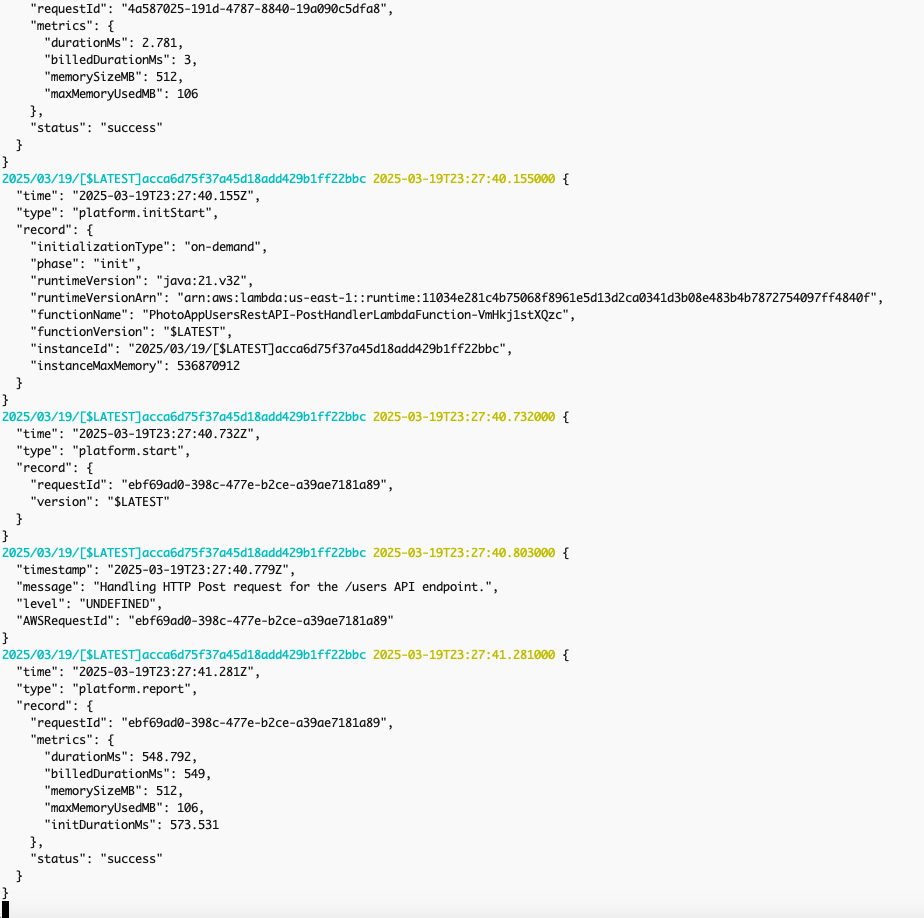 "requestId": "4a587025-191d-4787-8840-19a090c5dfa8",
    "metrics": {
      "durationMs": 2.781,
      "billedDurationMs": 3,
      "memorySizeMB": 512,
      "maxMemoryUsedMB": 106
    },
    "status": "success"
  }
}
2025/03/19/[$LATEST]acca6d75f37a45d18add429b1ff22bbc 2025-03-19T23:27:40.155000 {
  "time": "2025-03-19T23:27:40.155Z",
  "type": "platform.initStart",
  "record": {
    "initializationType": "on-demand",
    "phase": "init",
    "runtimeVersion": "java:21.v32",
    "runtimeVersionArn": "arn:aws:lambda:us-east-1::runtime:11034e281c4b75068f8961e5d13d2ca0341d3b08e483b4b7872754097ff4840f",
    "functionName": "PhotoAppUsersRestAPI-PostHandlerLambdaFunction-VmHkj1stXQzc",
    "functionVersion": "$LATEST",
    "instanceId": "2025/03/19/[$LATEST]acca6d75f37a45d18add429b1ff22bbc",
    "instanceMaxMemory": 536870912
  }
}
2025/03/19/[$LATEST]acca6d75f37a45d18add429b1ff22bbc 2025-03-19T23:27:40.732000 {
  "time": "2025-03-19T23:27:40.732Z",
  "type": "platform.start",
  "record": {
    "requestId": "ebf69ad0-398c-477e-b2ce-a39ae7181a89",
    "version": "$LATEST"
  }
}
2025/03/19/[$LATEST]acca6d75f37a45d18add429b1ff22bbc 2025-03-19T23:27:40.803000 {
  "timestamp": "2025-03-19T23:27:40.779Z",
  "message": "Handling HTTP Post request for the /users API endpoint.",
  "level": "UNDEFINED",
  "AWSRequestId": "ebf69ad0-398c-477e-b2ce-a39ae7181a89"
}
2025/03/19/[$LATEST]acca6d75f37a45d18add429b1ff22bbc 2025-03-19T23:27:41.281000 {
  "time": "2025-03-19T23:27:41.281Z",
  "type": "platform.report",
  "record": {
    "requestId": "ebf69ad0-398c-477e-b2ce-a39ae7181a89",
    "metrics": {
      "durationMs": 548.792,
      "billedDurationMs": 549,
      "memorySizeMB": 512,
      "maxMemoryUsedMB": 106,
      "initDurationMs": 573.531
    },
    "status": "success"
  }
}